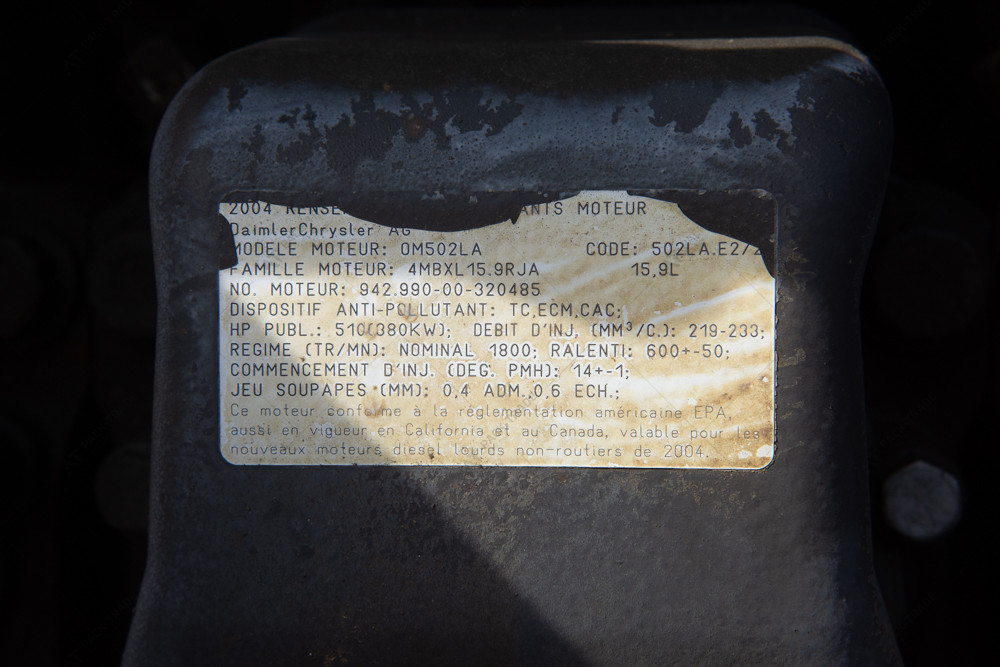 2004 ANTS MOTEUR
DaimlerChrysler AG
MODELE MOTEUR: OM502LA CODE: 502LA.E2/2
FAMILLE MOTEUR: 4MBXL15.9RJA 15,9L
NO. MOTEUR: 942.990-00-320485
DISPOSITIF ANTI-POLLUTANT: TC,ECM,CAC;
HP PUBL.: 510(380KW); DEBIT D'INJ. (MM³/C.): 219-233;
REGIME (TR/MN): NOMINAL 1800; RALENTI: 600+-50;
COMMENCEMENT D'INJ. (DEG. PMH): 14+-1;
JEU SOUPAPES (MM): 0,4 ADM.,0,6 ECH.;
Ce moteur conforme à la réglementation américaine EPA,
aussi en vigueur en California et au Canada, valable pour les
nouveaux moteurs diesel lourds non-routiers de 2004.